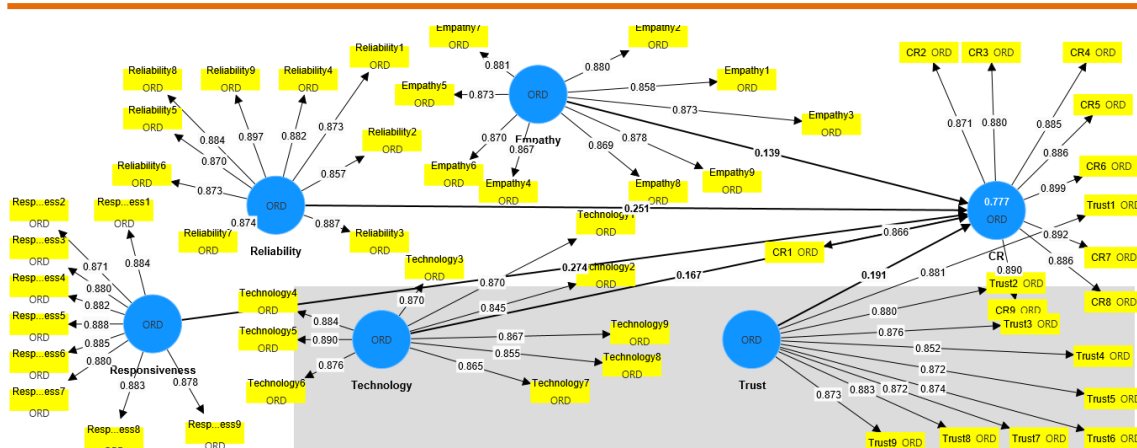 Empathy7
ORD
Empathy2
ORD
CR2 ORD
CR3 ORD
CR4 ORD
Reliability1
ORD
Reliability8
ORD
Reliability9
ORD
Reliability4
ORD
0.881
0.880
Empathy1
ORD
0.858
Empathy5
ORD
0.873
ORD
0.873
CR5 ORD
Reliability5
ORD
0.884
0.897
0.882
0.873
Empathy3
ORD
0.871
0.880
0.885
0.870
Reliability2
ORD
0.870
0.867
Empathy
0.869
0.878
0.886
0.139
Reliability6
ORD
0.873
0.857
Empathy6
ORD
Empathy4
ORD
Empathy8
ORD
Empathy9
ORD
CR6 ORD
0.899
Resp...ess2
ORD
Resp...ess1
ORD
ORD
0.251
0.777
ORD
Trust1
ORD
0.874
0.887
Technology1
ORD
Reliability7
ORD
Reliability
Reliability3
ORD
CR1 ORD
0.866
0.892
CR7 ORD
Resp...ess3
ORD
0.884
CR
0.886
0.871
Technology3
ORD
0.274
0.870
Technology2
ORD
0.167
0.191
0.881
0.890
Resp...ess4
ORD
0.880
Trust2
ORD
0.882
Technology4
ORD
0.870
0.845
0.880
CR9 ORD
CR8 ORD
Resp...ess5
ORD
0.888
ORD
0.884
0.876
Trust3 ORD
Technology5
ORD
0.890
ORD
0.867
Technology9
ORD
ORD
0.885
0.852
Trust4 ORD
Resp...ess6
ORD
0.880
Responsiveness
0.876
0.855
Technology8
ORD
0.865
0.872
0.883
0.878
Technology6
ORD
Technology
Technology7
ORD
Trust
0.873
0.883
0.872
0.874
Resp...ess7
ORD
Trust5 ORD
Resp...ess8
ORD
Resp...ess9
ORD
Trust9 ORD
Trust8 ORD
Trust7 ORD
Trust6 ORD